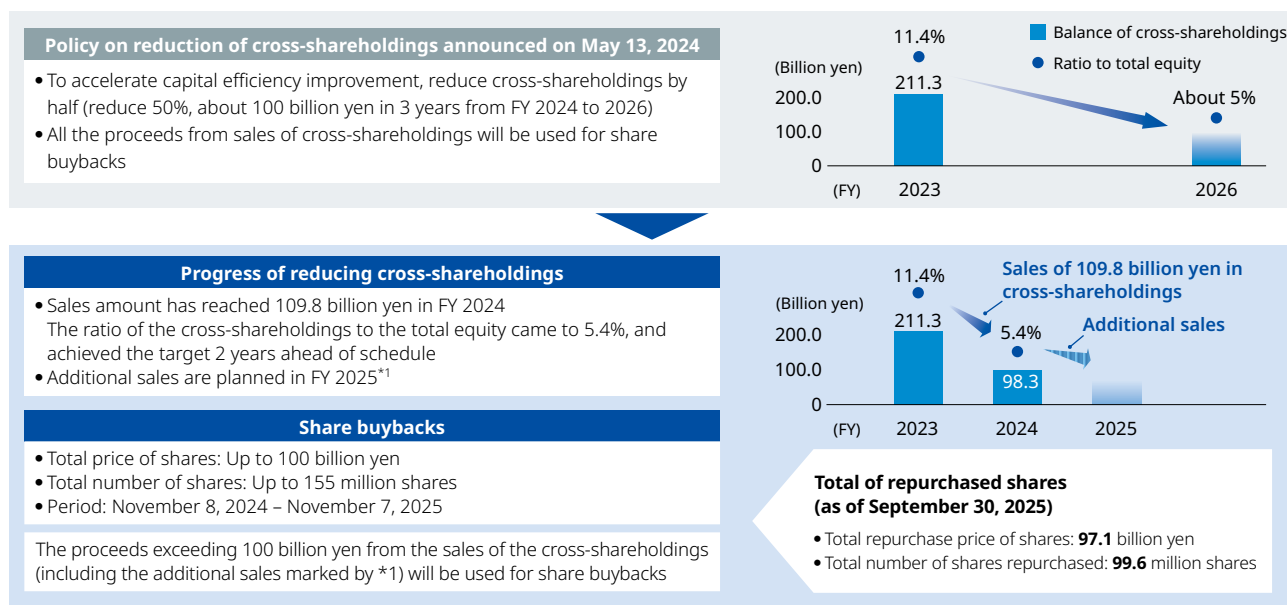 Policy on reduction of cross-shareholdings announced on May 13, 2024
• To accelerate capital efficiency improvement, reduce cross-shareholdings by
half (reduce 50%, about 100 billion yen in 3 years from FY 2024 to 2026)
• All the proceeds from sales of cross-shareholdings will be used for share
buybacks
Balance of cross-shareholdings
Ratio to total equity
(Billion yen)
200.0
100.0
0
11.4%
211.3
About 5%
(FY)
2023
2026
Progress of reducing cross-shareholdings
• Sales amount has reached 109.8 billion yen in FY 2024
The ratio of the cross-shareholdings to the total equity came to 5.4%, and
achieved the target 2 years ahead of schedule
• Additional sales are planned in FY 2025*1
Share buybacks
• Total price of shares: Up to 100 billion yen
• Total number of shares: Up to 155 million shares
• Period: November 8, 2024 – November 7, 2025
The proceeds exceeding 100 billion yen from the sales of the cross-shareholdings
(including the additional sales marked by *1) will be used for share buybacks
(Billion yen)
200.0
100.0
0
11.4%
211.3
Sales of 109.8 billion yen in
cross-shareholdings
5.4%
98.3
Additional sales
(FY)
2023
2024
2025
Total of repurchased shares
(as of September 30, 2025)
• Total repurchase price of shares: 97.1 billion yen
• Total number of shares repurchased: 99.6 million shares